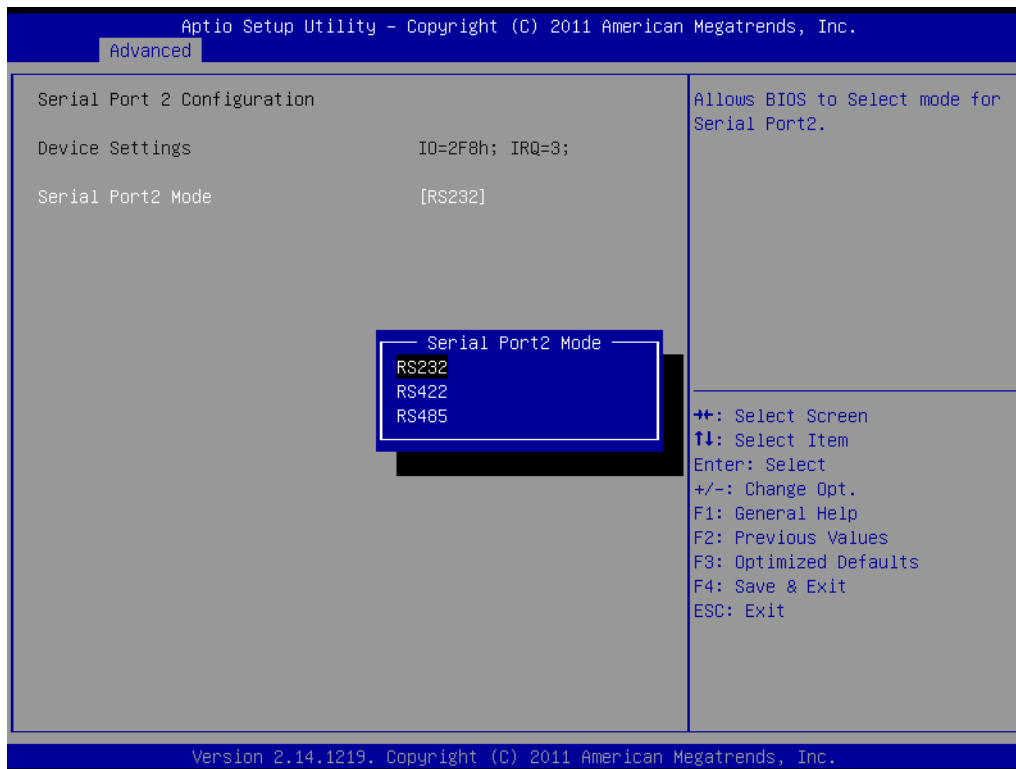 Aptio Setup Utility – Copyright (C) 2011 American Megatrends, Inc.
Advanced
Serial Port 2 Configuration
Device Settings IO=2F8h; IRQ=3;
Serial Port2 Mode [RS232]
Serial Port2 Mode
RS232
RS422
RS485
Allows BIOS to Select mode for
Serial Port2.
→←: Select Screen
↑↓: Select Item
Enter: Select
+/-: Change Opt.
F1: General Help
F2: Previous Values
F3: Optimized Defaults
F4: Save & Exit
ESC: Exit
Version 2.14.1219. Copyright (C) 2011 American Megatrends, Inc.